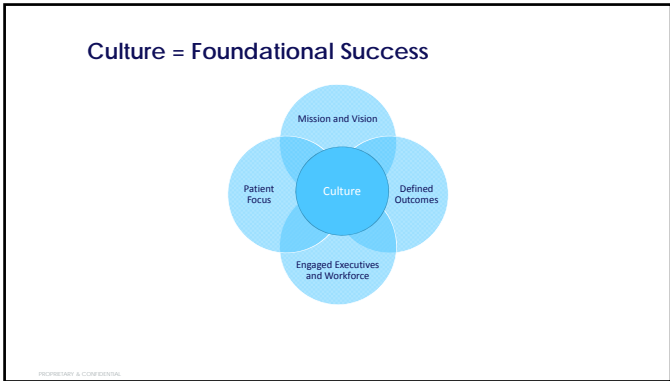 Culture = Foundational Success
Mission and Vision
Patient
Focus
Culture
Defined
Outcomes
Engaged Executives
and Workforce
PROPRIETARY & CONFIDENTIAL